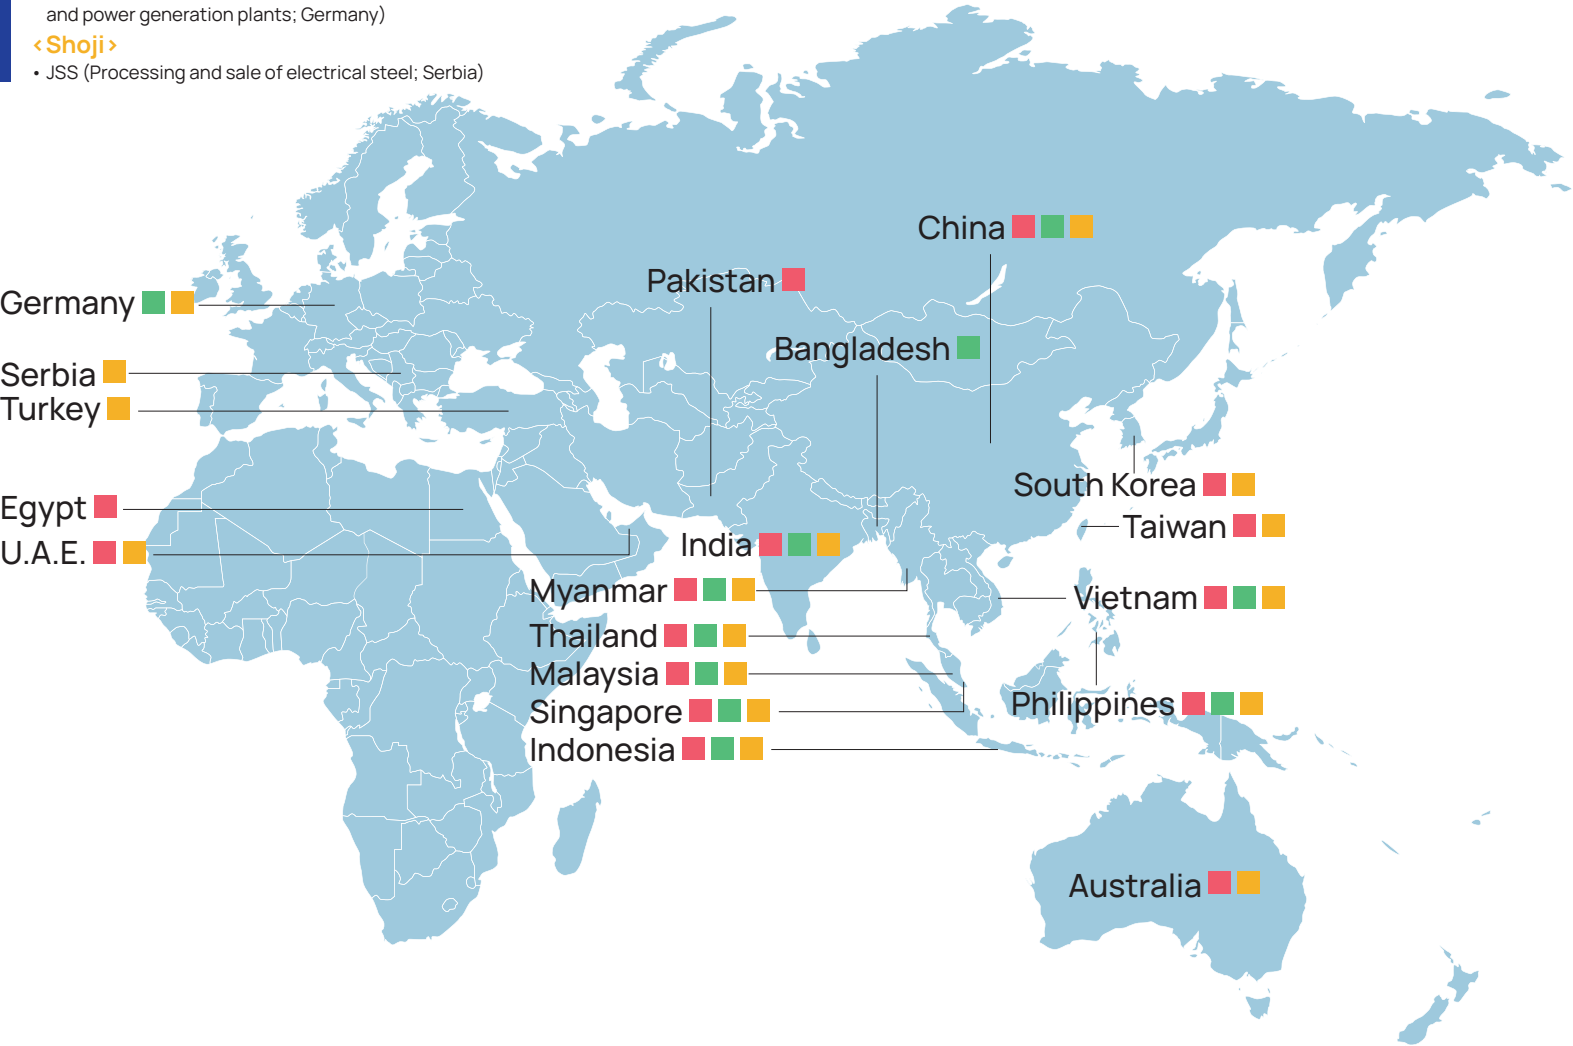 and power generation plants; Germany)
‹Shoji›
• JSS (Processing and sale of electrical steel; Serbia)
China
Pakistan
Germany
Bangladesh
Serbia
Turkey
South Korea
Egypt
Taiwan
India
U.A.E.
Myanmar
Vietnam
Thailand
Malaysia
Philippines
Singapore
Indonesia
Australia